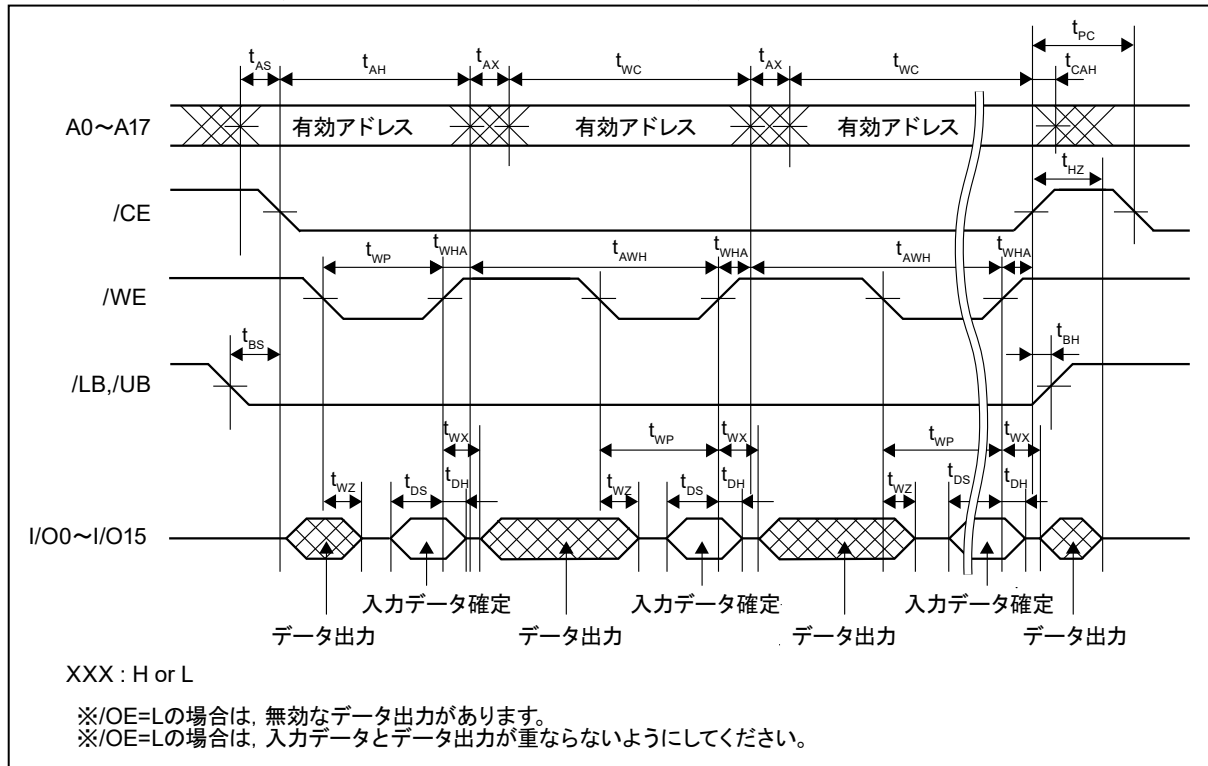 tPC
tAS tAH tAX tWC tAX tWC tCAH
A0～A17 有効アドレス 有効アドレス 有効アドレス
tHZ
/CE
tWP tWHA tAWH tWHA tAWH tWHA
/WE
tBS tBH
/LB,/UB
tWX tWP tWX tWP tWX
tWZ tDS tDH tWZ tDS tDH tWZ tDS tDH
I/O0～I/O15
入力データ確定 入力データ確定 入力データ確定
データ出力 データ出力 データ出力 データ出力
XXX : H or L
※/OE=Lの場合は, 無効なデータ出力があります。
※/OE=Lの場合は, 入力データとデータ出力が重ならないようにしてください。